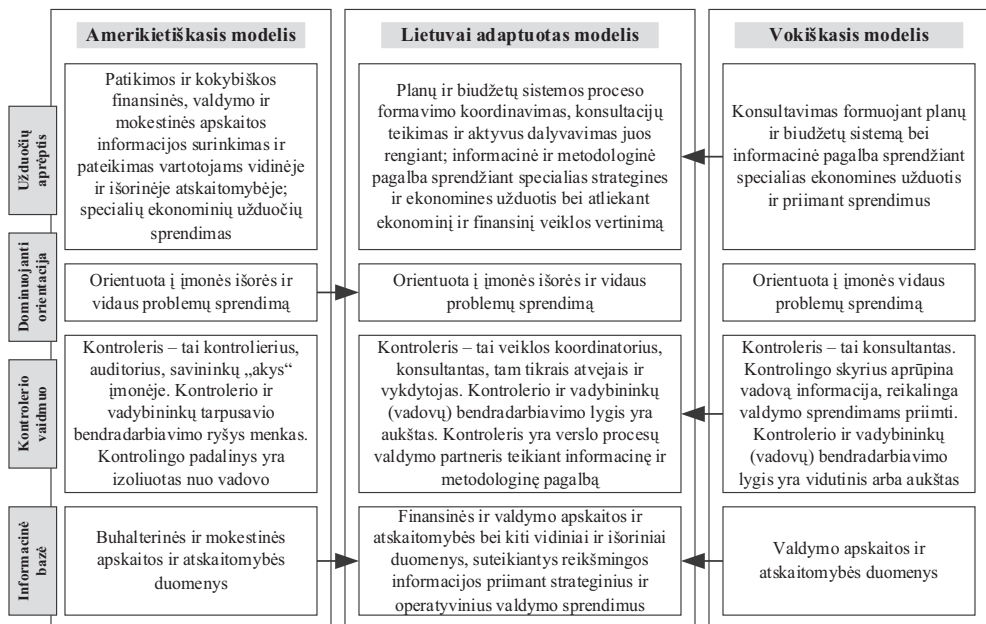 Amerikietiškasis modelis
Lietuvai adaptuotas modelis
Vokiškasis modelis
Užduočių
aprėptis
Patikimos ir kokybiškos
finansinės, valdymo ir
mokestinės apskaitos
informacijos surinkimas ir
pateikimas vartotojams vidinėje
ir išorinėje atskaitomybėje;
specialių ekonominių užduočių
sprendimas
Planų ir biudžetų sistemos proceso
formavimo koordinavimas, konsultacijų
teikimas ir aktyvus dalyvavimas juos
rengiant; informacinė ir metodologinė
pagalba sprendžiant specialias strategines
ir ekonomines užduotis bei atliekant
ekonominį ir finansinį veiklos vertinimą
Konsultavimas formuojant planų
ir biudžetų sistemą bei
informacinė pagalba sprendžiant
specialias ekonomines užduotis
ir priimant sprendimus
Dominuojanti
orientacija
Orientuota į įmonės išorės ir
vidaus problemų sprendimą
Orientuota į įmonės išorės ir vidaus
problemų sprendimą
Orientuota į įmonės vidaus
problemų sprendimą
Kontrolerio
vaidmuo
Kontroleris – tai kontrolierius,
auditorius, savininkų „akys“
įmonėje. Kontrolerio ir
vadybininkų tarpusavio
bendradarbiavimo ryšys menkas.
Kontrolingo padalinys yra
izoliuotas nuo vadovo
Kontroleris – tai veiklos koordinatorius,
konsultantas, tam tikrais atvejais ir
vykdytojas. Kontrolerio ir vadybininkų
(vadovų) bendradarbiavimo lygis yra
aukštas. Kontroleris yra verslo procesų
valdymo partneris teikiant informacinę ir
metodologinę pagalbą
Kontroleris – tai konsultantas.
Kontrolingo skyrius aprūpina
vadovą informacija, reikalinga
valdymo sprendimams priimti.
Kontrolerio ir vadybininkų
(vadovų) bendradarbiavimo
lygis yra vidutinis arba aukštas
Informacinė
bazė
Buhalterinės ir mokestinės
apskaitos ir atskaitomybės
duomenys
Finansinės ir valdymo apskaitos ir
atskaitomybės bei kiti vidiniai ir išoriniai
duomenys, suteikiantys reikšmingos
informacijos priimant strateginius ir
operatyvinius valdymo sprendimus
Valdymo apskaitos ir
atskaitomybės duomenys